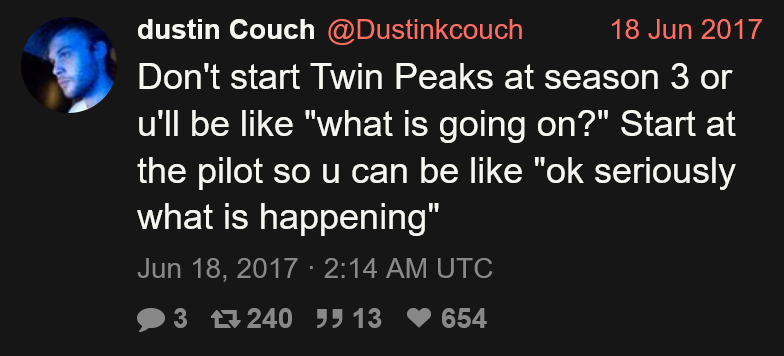 dustin Couch @Dustinkcouch 18 Jun 2017
Don't start Twin Peaks at season 3 or
u'll be like "what is going on?" Start at
the pilot so u can be like "ok seriously
what is happening"
Jun 18, 2017 · 2:14 AM UTC
3 240 13 654